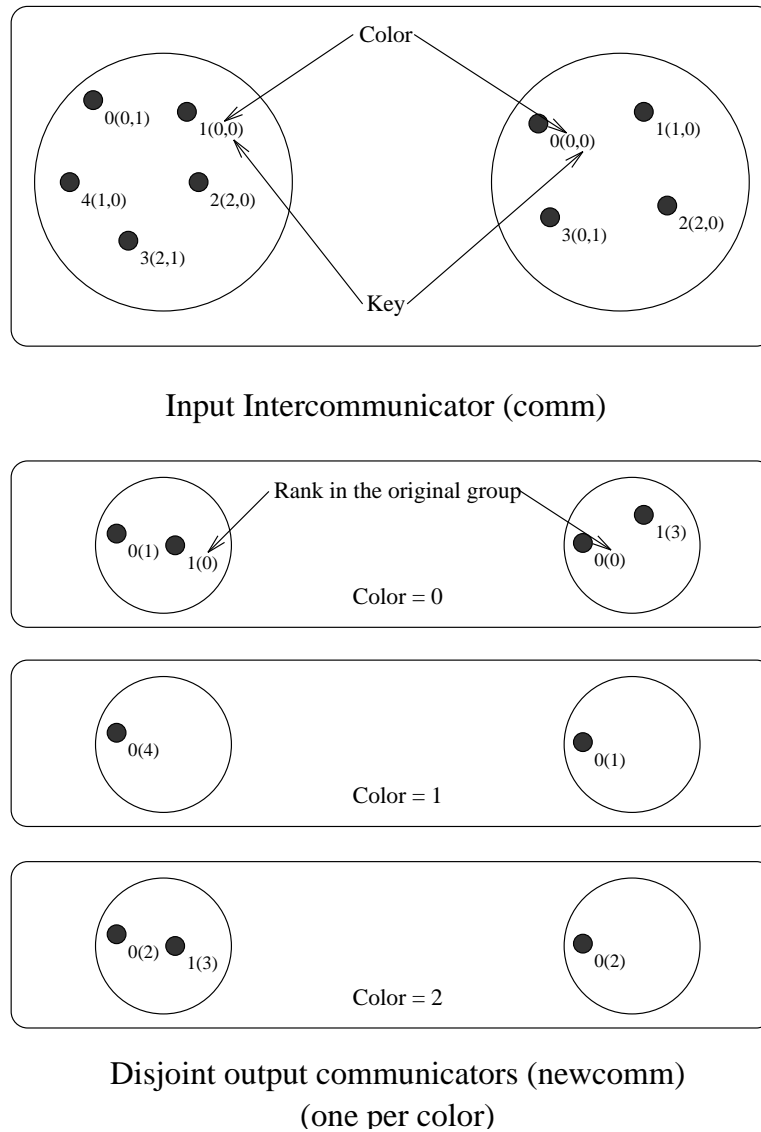 Color
0(0,1)
1(0,0)
0(0,0)
1(1,0)
4(1,0)
2(2,0)
3(2,1)
3(0,1)
2(2,0)
Key
Input Intercommunicator (comm)
Rank in the original group
0(1)
1(0)
0(0)
1(3)
Color = 0
0(4)
0(1)
Color = 1
0(2)
1(3)
0(2)
Color = 2
Disjoint output communicators (newcomm)
(one per color)